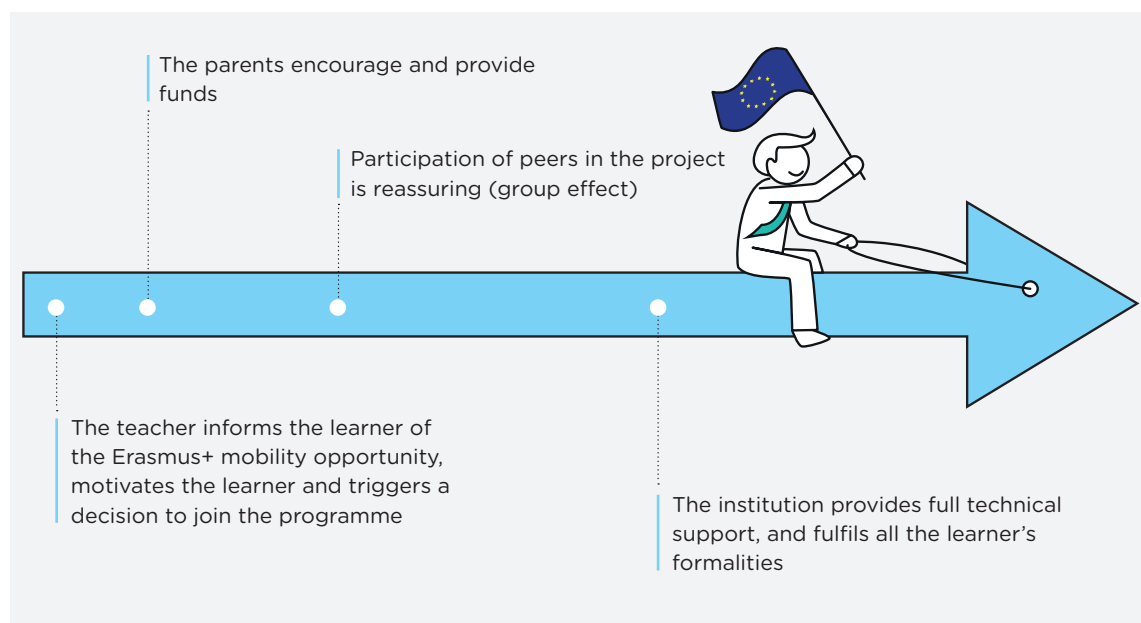 The parents encourage and provide
funds
Participation of peers in the project
is reassuring (group effect)
The teacher informs the learner of
the Erasmus+ mobility opportunity,
motivates the learner and triggers a
decision to join the programme
The institution provides full technical
support, and fulfils all the learner’s
formalities